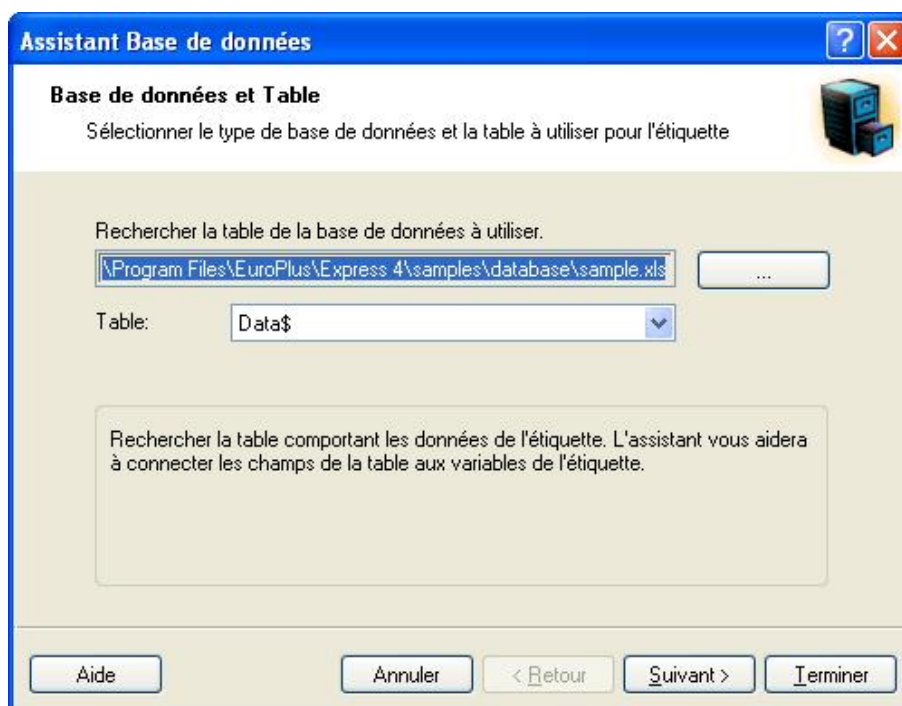 Assistant Base de données
Base de données et Table
Sélectionner le type de base de données et la table à utiliser pour l'étiquette
Rechercher la table de la base de données à utiliser.
\Program Files\EuroPlus\Express 4\samples\database\sample.xls
...
Table:
Data$
Rechercher la table comportant les données de l'étiquette. L'assistant vous aidera
à connecter les champs de la table aux variables de l'étiquette.
Aide
Annuler
< Retour
Suivant >
Terminer